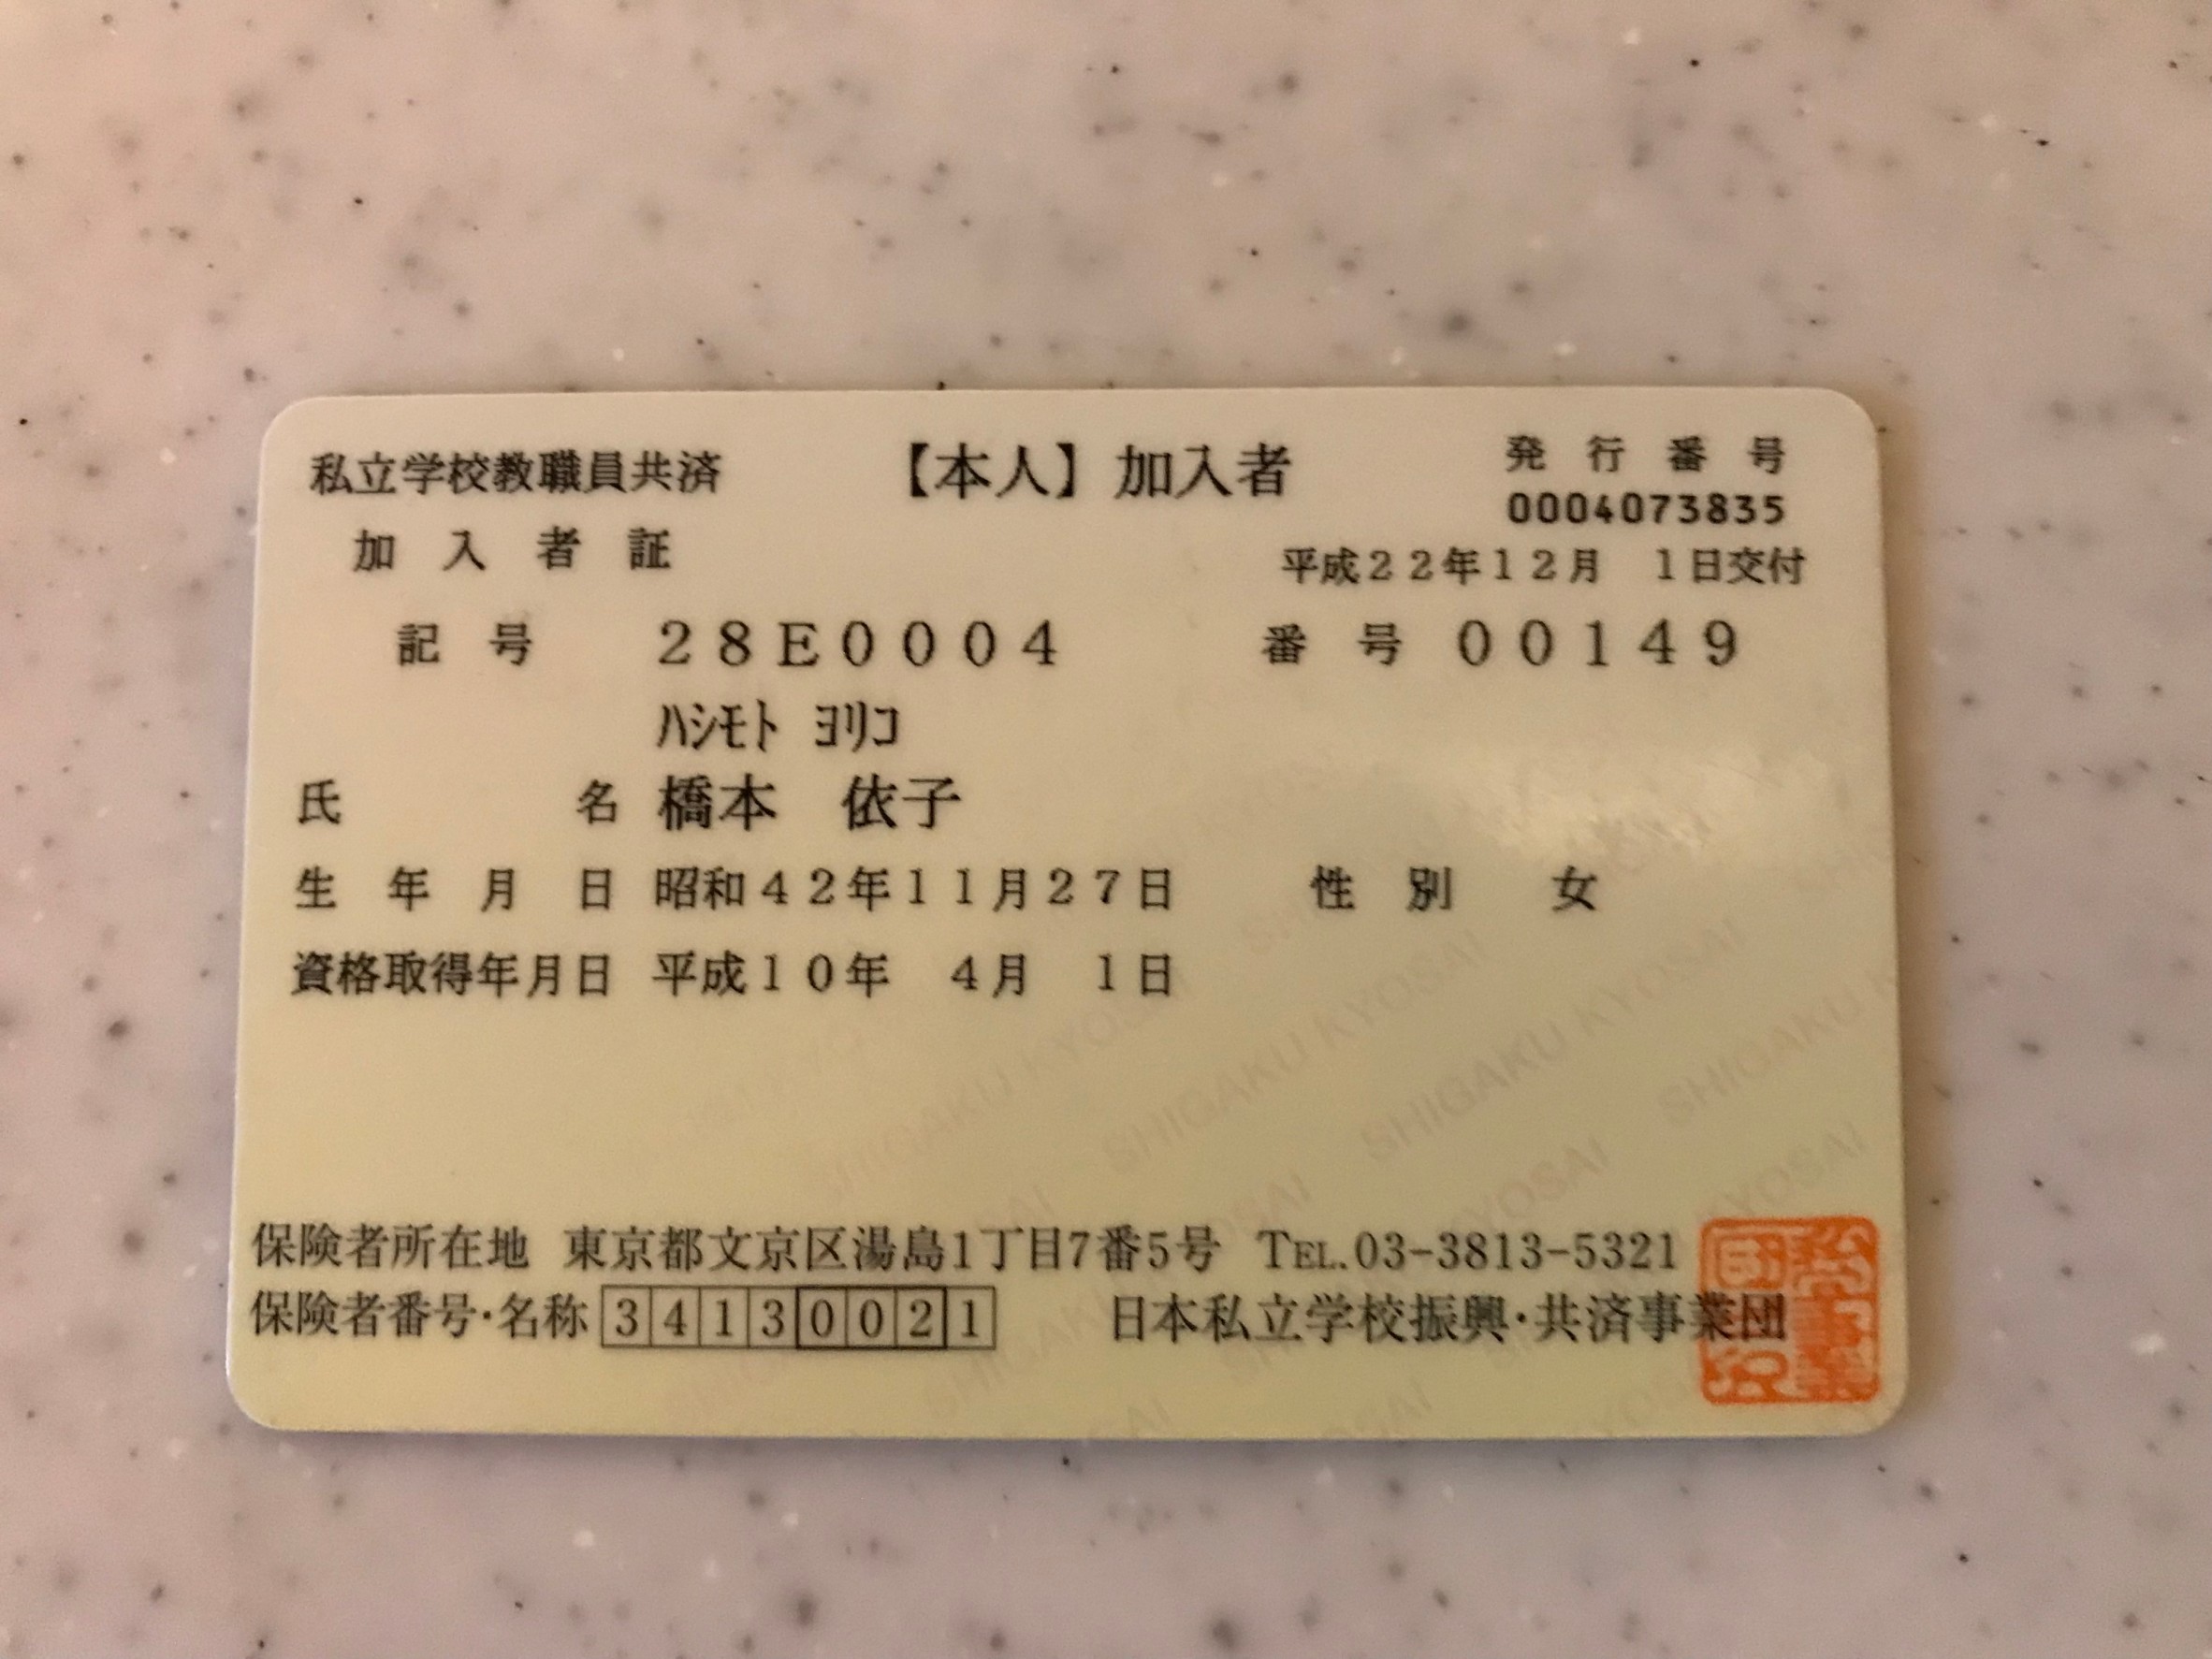 私立学校教職員共済 【本人】加入者 発行番号
0004073835
加入者証
平成22年12月 1日交付
記号 28E0004 番号 00149
ﾊｼﾓﾄ ﾖﾘｺ
氏名 橋本 依子
生年月日 昭和42年11月27日 性別 女
資格取得年月日 平成10年 4月 1日
SHIGAKU KYOSAI SHIGAKU KYOSAI SHIGAKU KYOSAI
保険者所在地 東京都文京区湯島1丁目7番5号 TEL.03-3813-5321
保険者番号・名称 34130021 日本私立学校振興・共済事業団